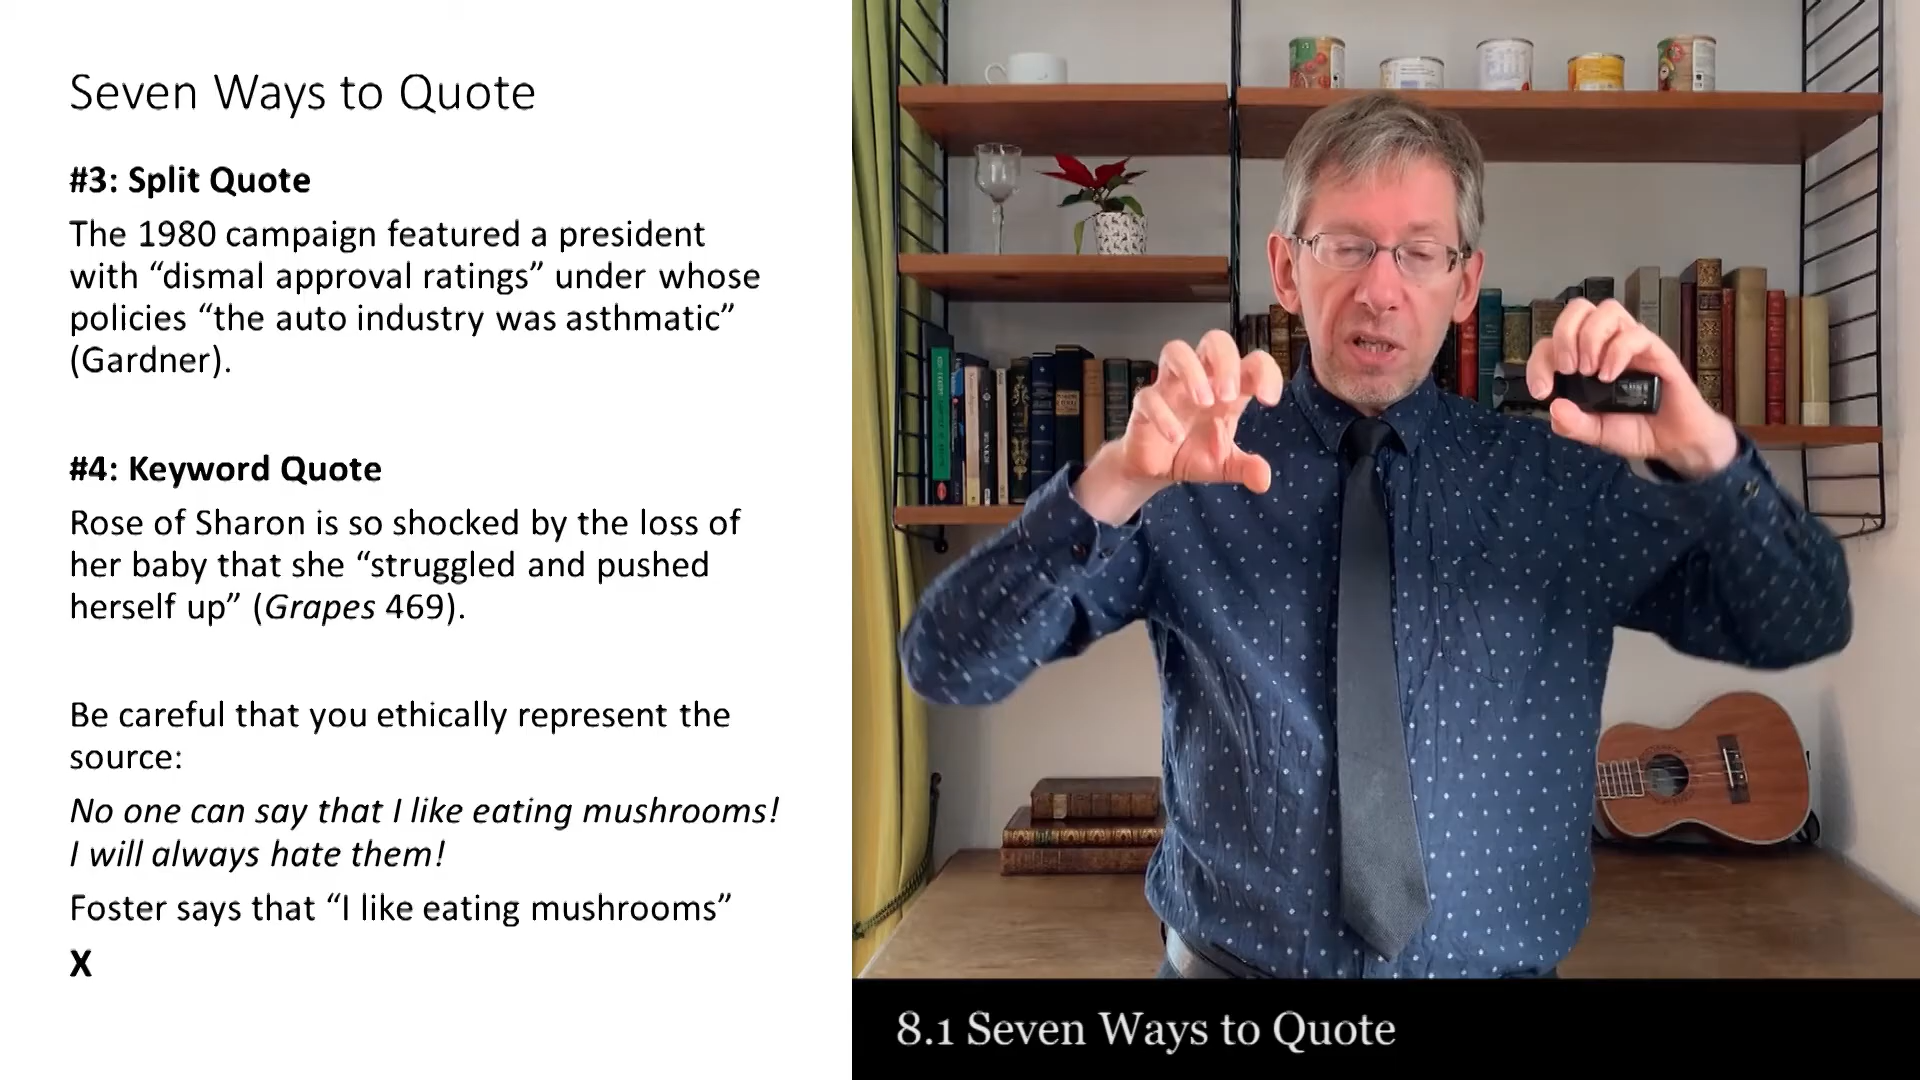 Seven Ways to Quote
#3: Split Quote
The 1980 campaign featured a president
with “dismal approval ratings” under whose
policies “the auto industry was asthmatic”
(Gardner).
#4: Keyword Quote
Rose of Sharon is so shocked by the loss of
her baby that she “struggled and pushed
herself up” (Grapes 469).
Be careful that you ethically represent the
source:
No one can say that I like eating mushrooms!
I will always hate them!
Foster says that “I like eating mushrooms”
X
8.1 Seven Ways to Quote